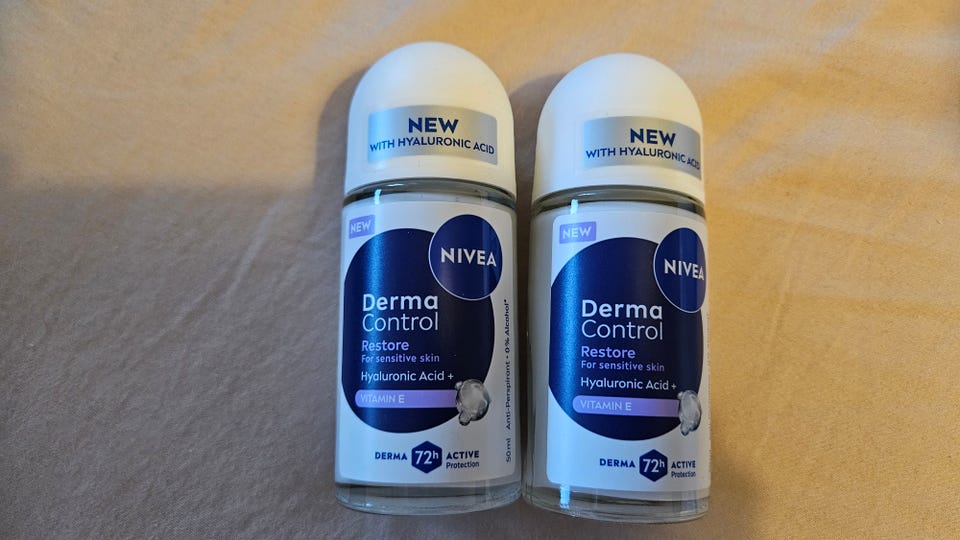 NEW
WITH HYALURONIC ACID
NEW
NIVEA
Derma
Control
Restore
For sensitive skin
Hyaluronic Acid +
VITAMIN E
DERMA 72h ACTIVE
Protection
50ml Anti-Perspirant • 0% Alcohol*
NEW
WITH HYALURONIC ACID
NEW
NIVEA
Derma
Control
Restore
For sensitive skin
Hyaluronic Acid +
VITAMIN E
DERMA 72h ACTIVE
Protection